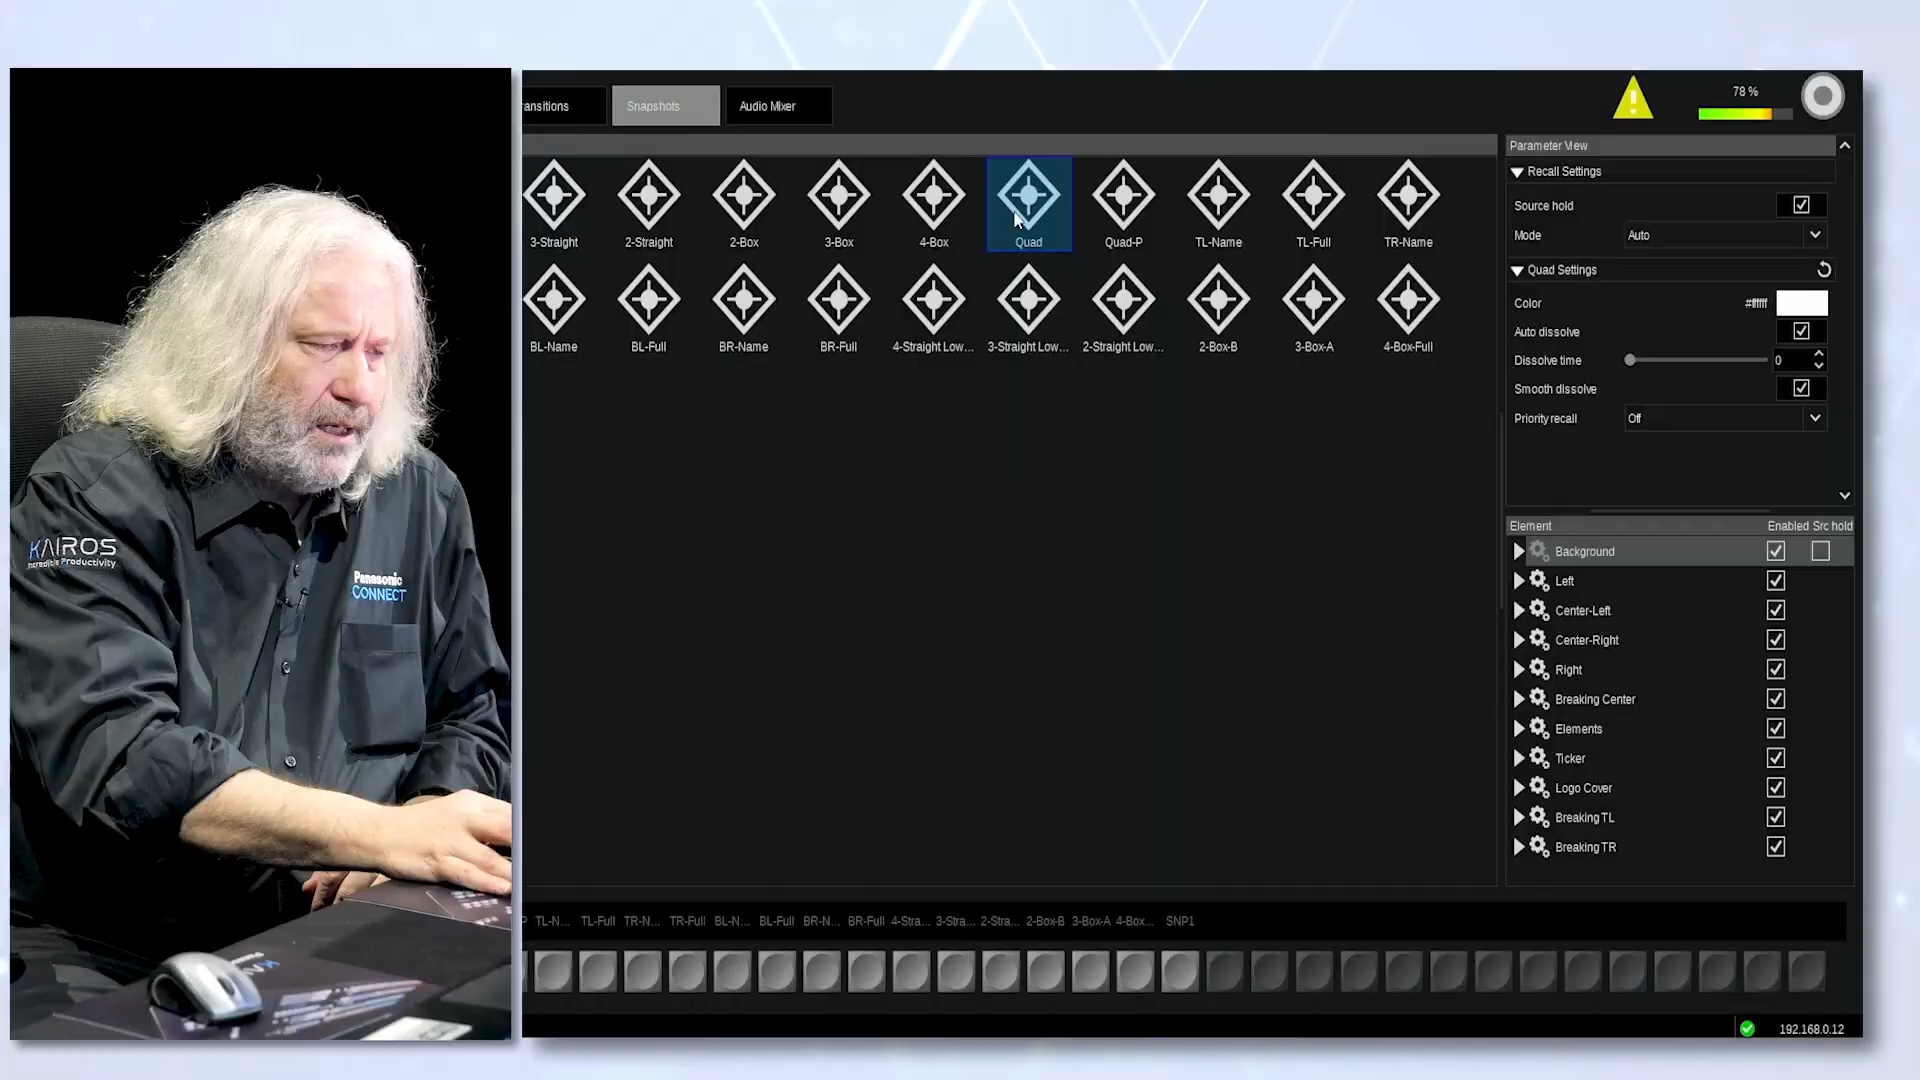 ransitions
Snapshots
Audio Mixer
78 %
3-Straight
2-Straight
2-Box
3-Box
4-Box
Quad
Quad-P
TL-Name
TL-Full
TR-Name
BL-Name
BL-Full
BR-Name
BR-Full
4-Straight Low...
3-Straight Low...
2-Straight Low...
2-Box-B
3-Box-A
4-Box-Full
Parameter View
Recall Settings
Source hold
Mode Auto
Quad Settings
Color #ffffff
Auto dissolve
Dissolve time 0
Smooth dissolve
Priority recall Off
Element Enabled Src hold
Background
Left
Center-Left
Center-Right
Right
Breaking Center
Elements
Ticker
Logo Cover
Breaking TL
Breaking TR
P TL-N... TL-Full TR-N... TR-Full BL-N... BL-Full BR-N... BR-Full 4-Stra... 3-Stra... 2-Stra... 2-Box-B 3-Box-A 4-Box... SNP1
192.168.0.12
KAIROS
Incredible Productivity
Panasonic
CONNECT